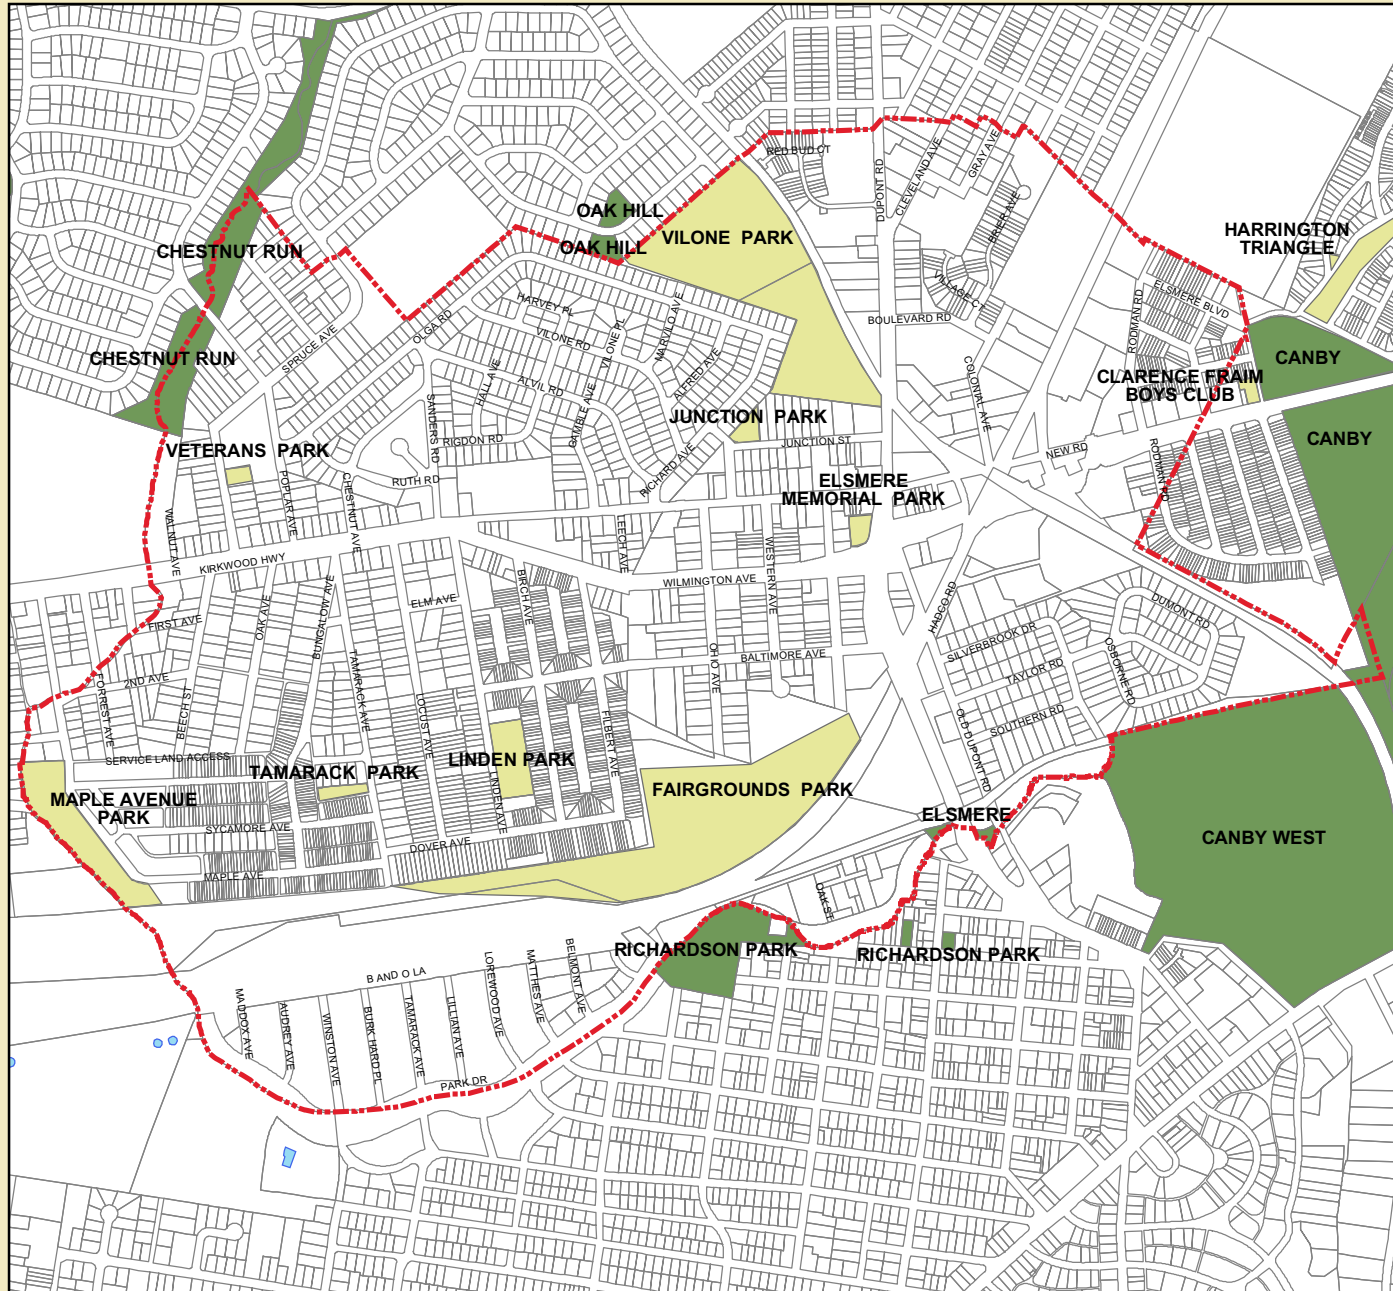 RED BUD CT
DUPONT RD
CLEVELAND AVE
GRAY AVE
BRIER AVE
OAK HILL
OAK HILL
VILONE PARK
HARRINGTON
TRIANGLE
CHESTNUT RUN
VILLAGE CT
ELSMERE BLVD
RODMAN RD
HARVEY PL
VILONE RD
VILONE PL
MARVILO AVE
BOULEVARD RD
OLGA RD
SPRUCE AVE
CHESTNUT RUN
HALL AVE
ALVIL RD
ALFRED AVE
COLONIAL AVE
CANBY
CLARENCE FRAIM
BOYS CLUB
SANDERS RD
GAMBLE AVE
JUNCTION PARK
CANBY
VETERANS PARK
RIGDON RD
JUNCTION ST
NEW RD
RODMAN RD
RICHARD AVE
RUTH RD
POPLAR AVE
CHESTNUT AVE
ELSMERE
MEMORIAL PARK
WALNUT AVE
LEECH AVE
WESTERN AVE
KIRKWOOD HWY
BIRCH AVE
WILMINGTON AVE
HADCO RD
ELM AVE
BUNGALOW AVE
OAK AVE
FIRST AVE
DUMONT RD
SILVERBROOK DR
BALTIMORE AVE
OHIO AVE
TAYLOR RD
OSBORNE RD
2ND AVE
FORREST AVE
BEECH ST
TAMARACK AVE
LOCUST AVE
FILBERT AVE
OLD DUPONT RD
SOUTHERN RD
SERVICE LAND ACCESS
TAMARACK PARK
LINDEN PARK
LINDEN AVE
FAIRGROUNDS PARK
MAPLE AVENUE
PARK
ELSMERE
SYCAMORE AVE
DOVER AVE
CANBY WEST
MAPLE AVE
OAK ST
RICHARDSON PARK
RICHARDSON PARK
B AND O LA
BELMONT AVE
MATTHES AVE
LOREWOOD AVE
MADDOX AVE
AUDREY AVE
WINSTON AVE
BURK HARD PL
TAMARACK AVE
LILLIAN AVE
PARK DR